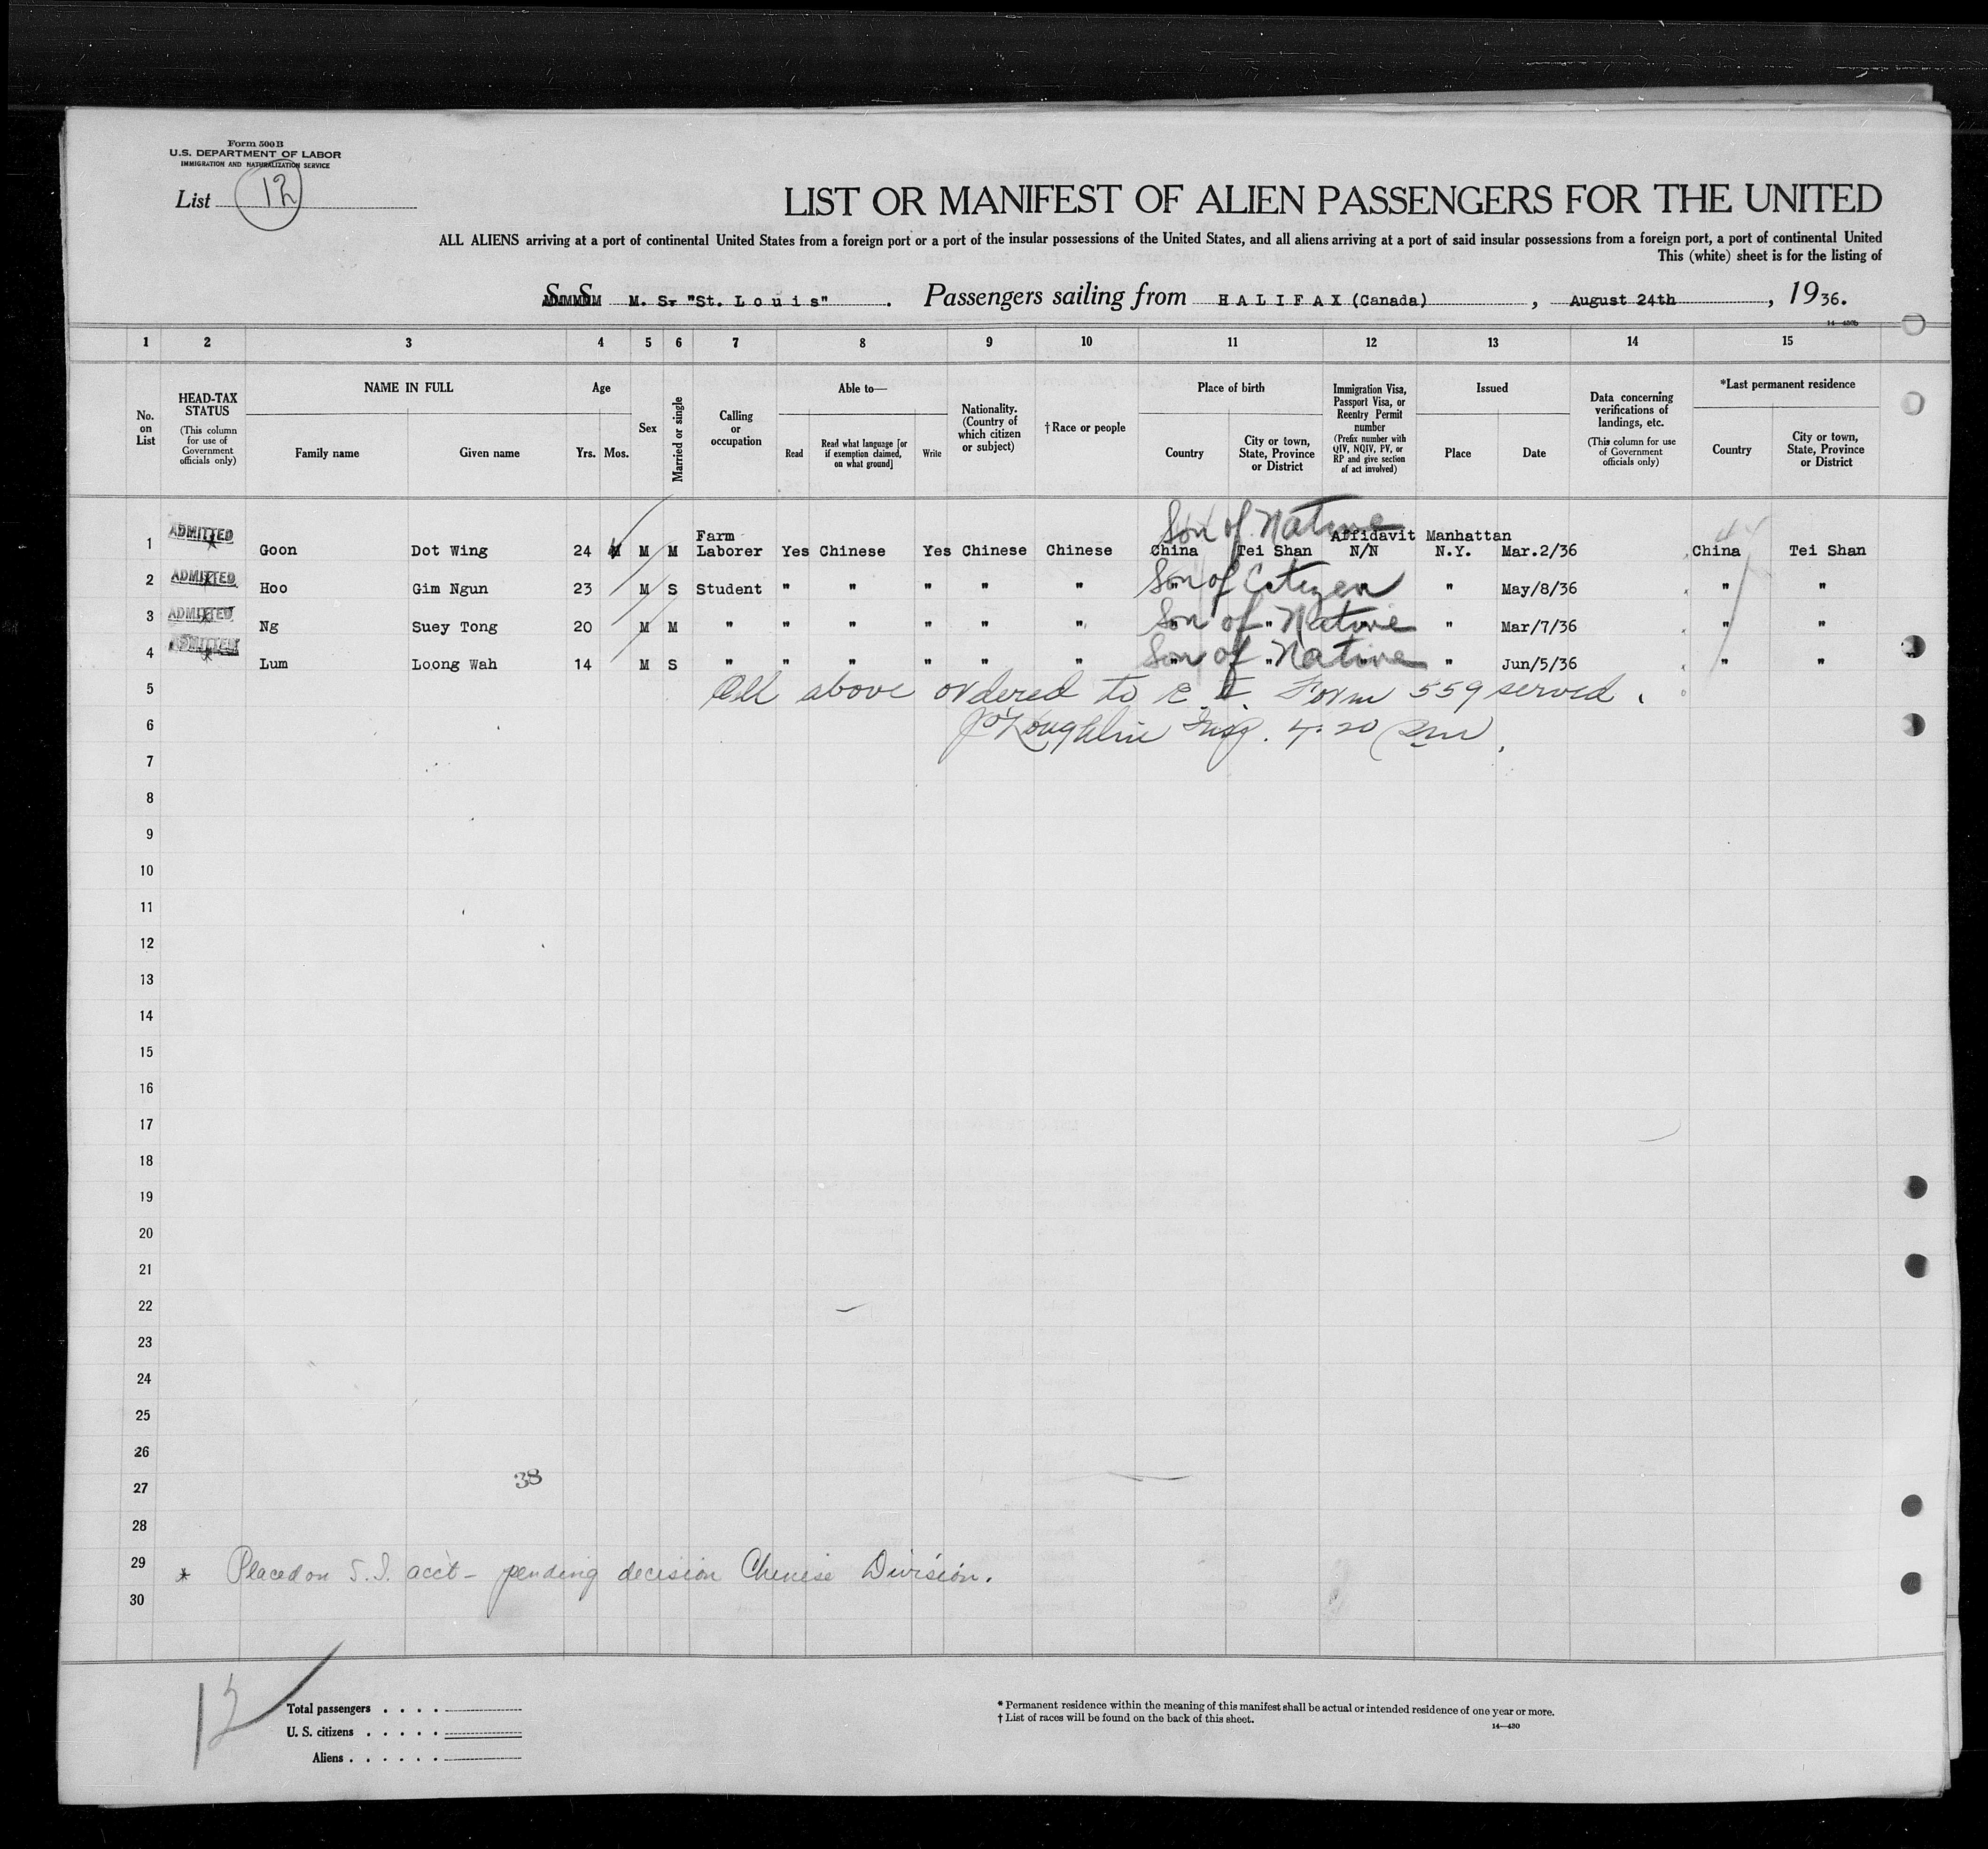 Form 500 B
U.S. DEPARTMENT OF LABOR
IMMIGRATION AND NATURALIZATION SERVICE
List 12
LIST OR MANIFEST OF ALIEN PASSENGERS FOR THE UNITED
ALL ALIENS arriving at a port of continental United States from a foreign port or a port of the insular possessions of the United States, and all aliens arriving at a port of said insular possessions from a foreign port, a port of continental United
This (white) sheet is for the listing of
S. S. M. S. "St. L o u i s" . Passengers sailing from H A L I F A X (Canada) , August 24th , 1936.
14—430b
1 2 3 4 5 6 7 8 9 10 11 12 13 14 15
No. on List
HEAD-TAX STATUS (This column for use of Government officials only)
NAME IN FULL
Family name Given name
Age
Yrs. Mos.
Sex
Married or single
Calling or occupation
Able to—
Read Read what language [or if exemption claimed, on what ground] Write
Nationality. (Country of which citizen or subject)
†Race or people
Place of birth
Country City or town, State, Province or District
Immigration Visa, Passport Visa, or Reentry Permit number (Prefix number with QIV, NQIV, PV, or RP and give section of act involved)
Issued
Place Date
Data concerning verifications of landings, etc. (This column for use of Government officials only)
*Last permanent residence
Country City or town, State, Province or District
Son of Native
44
1 ADMITTED Goon Dot Wing 24 M M Farm Laborer Yes Chinese Yes Chinese Chinese China Tei Shan Affidavit N/N Manhattan N.Y. Mar.2/36 China Tei Shan
2 ADMITTED Hoo Gim Ngun 23 M S Student " " " " " Son of Citizen " May/8/36 " "
3 ADMITTED Ng Suey Tong 20 M M " " " " " " Son of Native " " Mar/7/36 " "
4 ADMITTED Lum Loong Wah 14 M S " " " " " " Son of Native " " Jun/5/36 " "
5 All above ordered to E. I. Form 559 served.
6 J O'Loughlin Insp. 4.20 Pm.
7
8
9
10
11
12
13
14
15
16
17
18
19
20
21
22
23
24
25
26
27
38
28
29 * Placed on S.I. acc't - pending decision Chinese Division.
30
12
Total passengers . . . .
U. S. citizens . . . . .
Aliens . . . . . .
* Permanent residence within the meaning of this manifest shall be actual or intended residence of one year or more.
† List of races will be found on the back of this sheet.
14—430